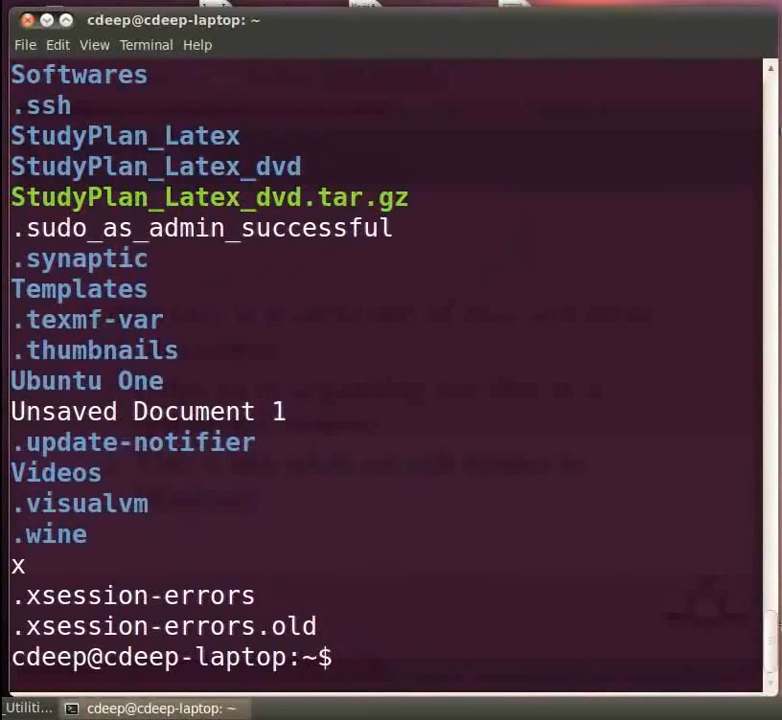 cdeep@cdeep-laptop: ~
File Edit View Terminal Help
Softwares
.ssh
StudyPlan_Latex
StudyPlan_Latex_dvd
StudyPlan_Latex_dvd.tar.gz
.sudo_as_admin_successful
.synaptic
Templates
.texmf-var
.thumbnails
Ubuntu One
Unsaved Document 1
.update-notifier
Videos
.visualvm
.wine
x
.xsession-errors
.xsession-errors.old
cdeep@cdeep-laptop:~$
_Utiliti... cdeep@cdeep-laptop: ~